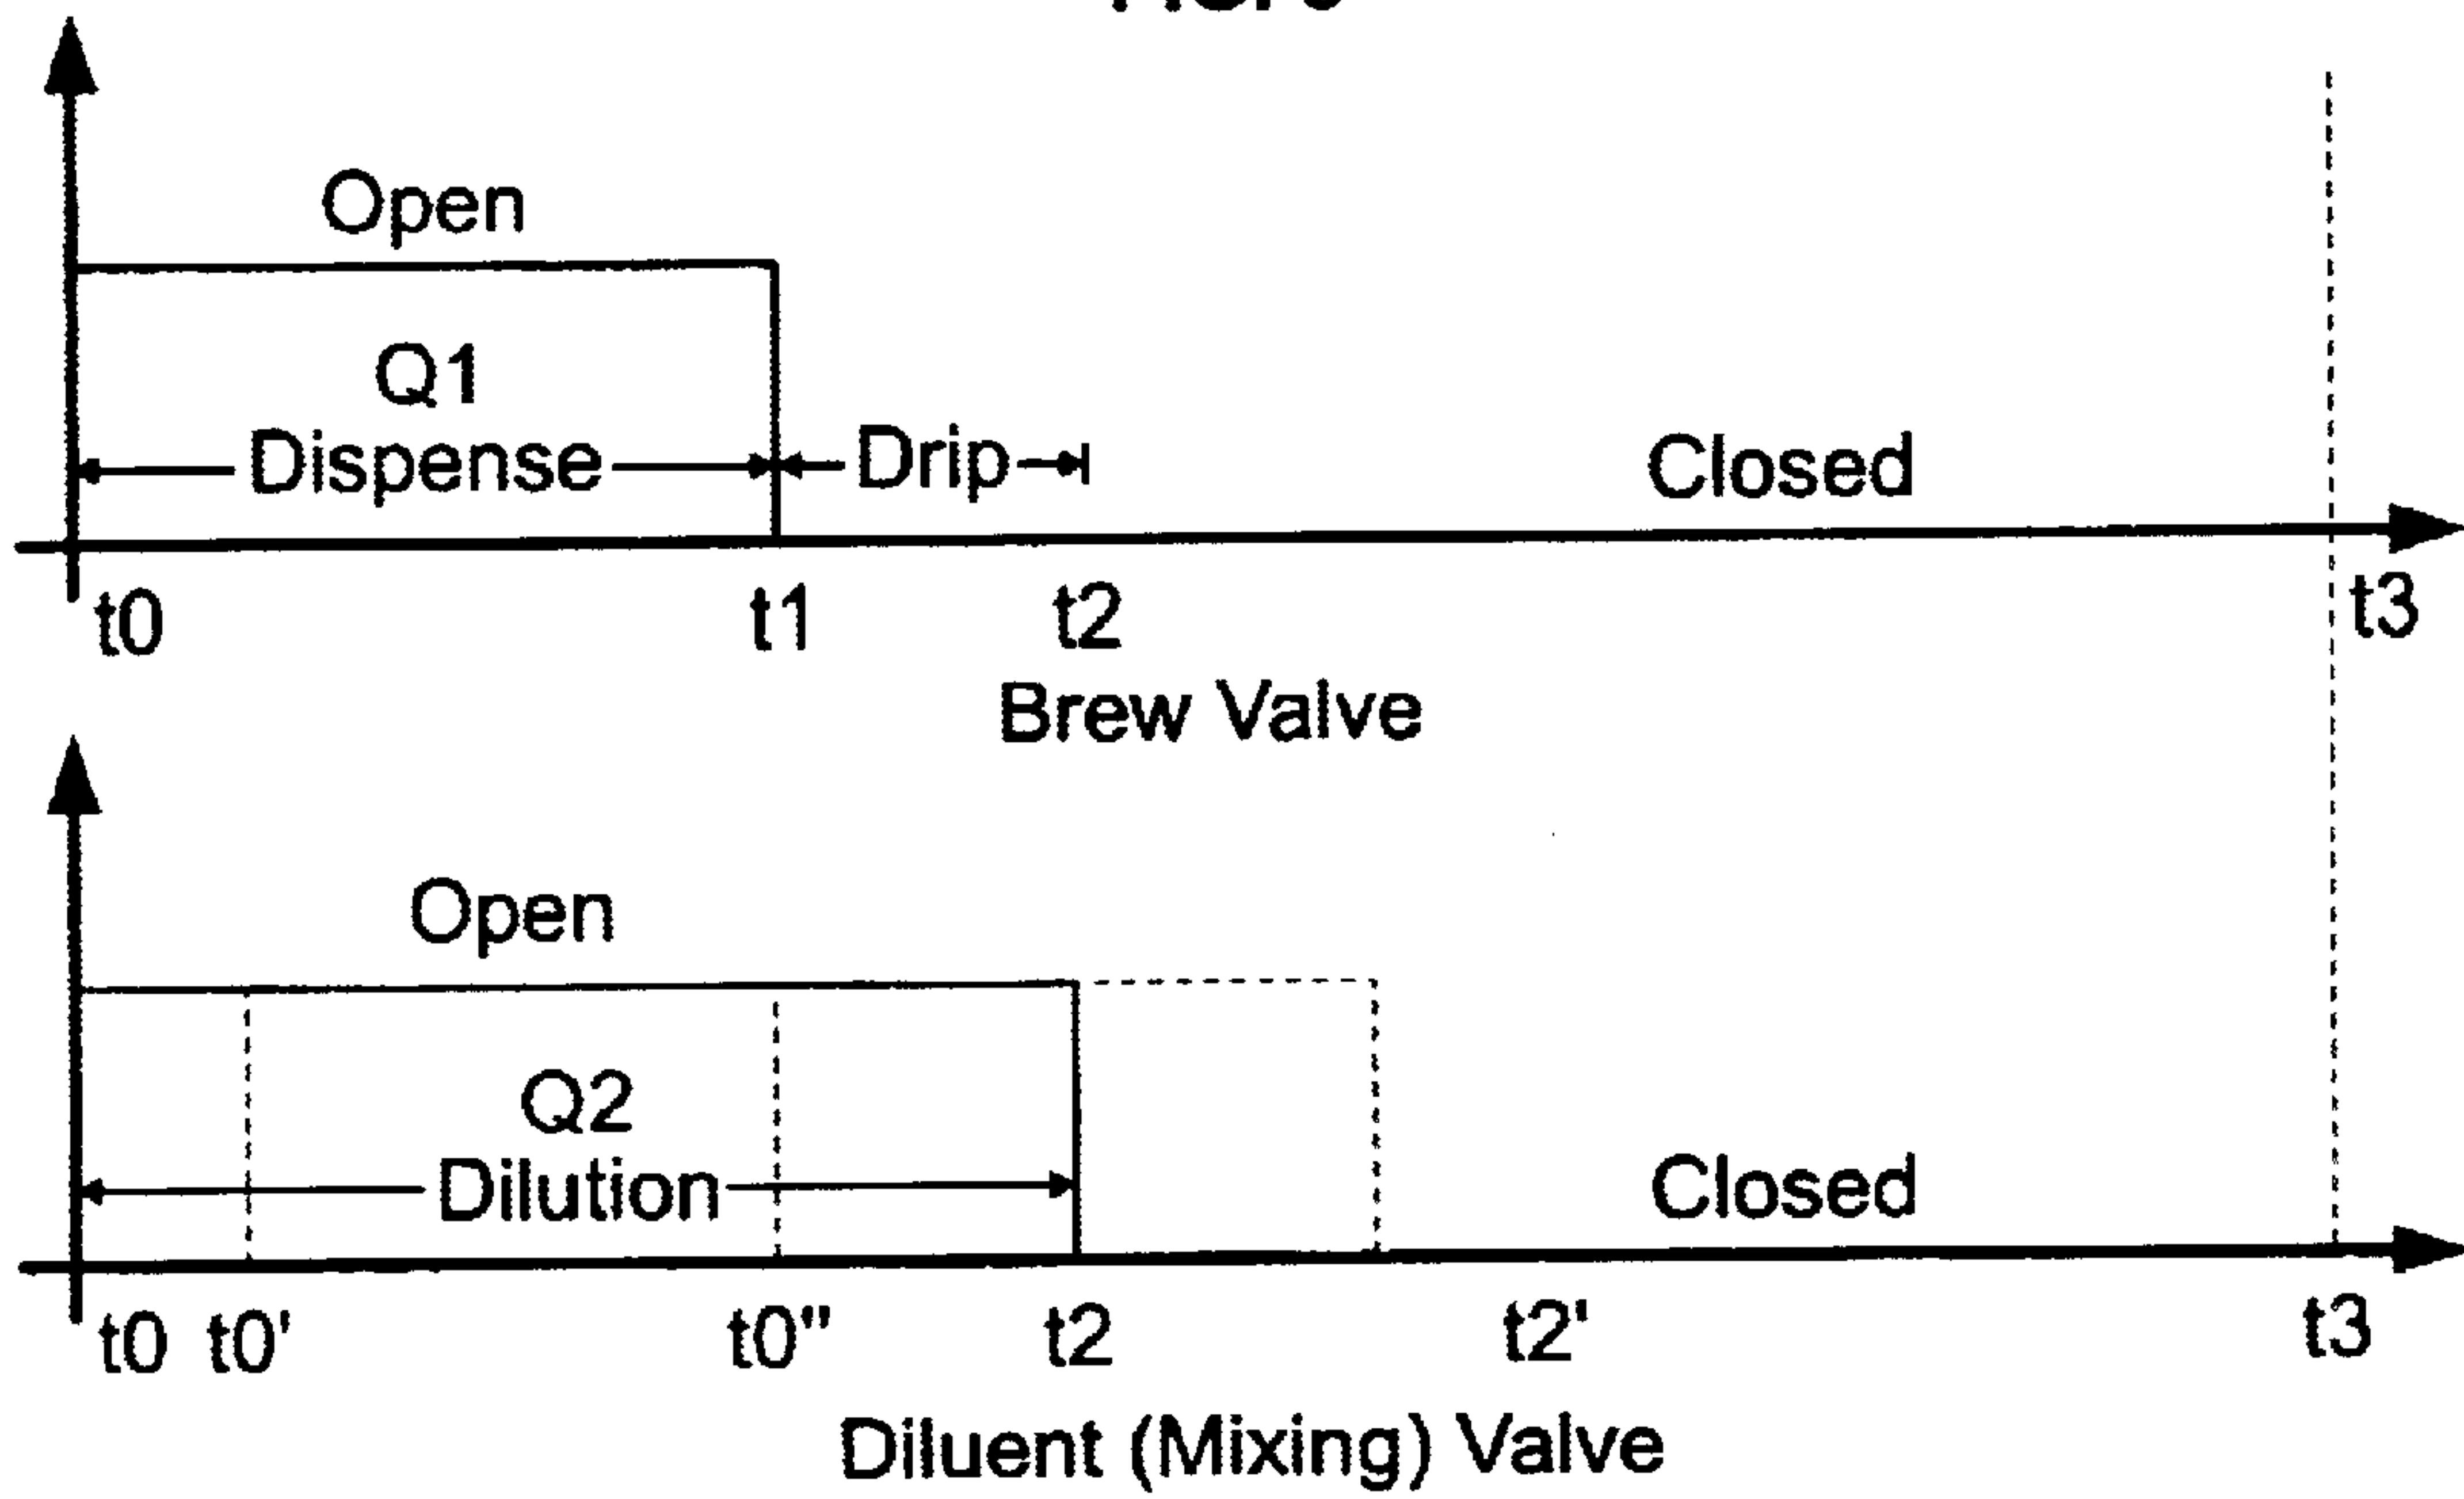 Open
Q1
Dispense Drip Closed
t0 t1 t2 t3
Brew Valve
Open
Q2
Dilution Closed
t0 t0' t0" t2 t2' t3
Diluent (Mixing) Valve